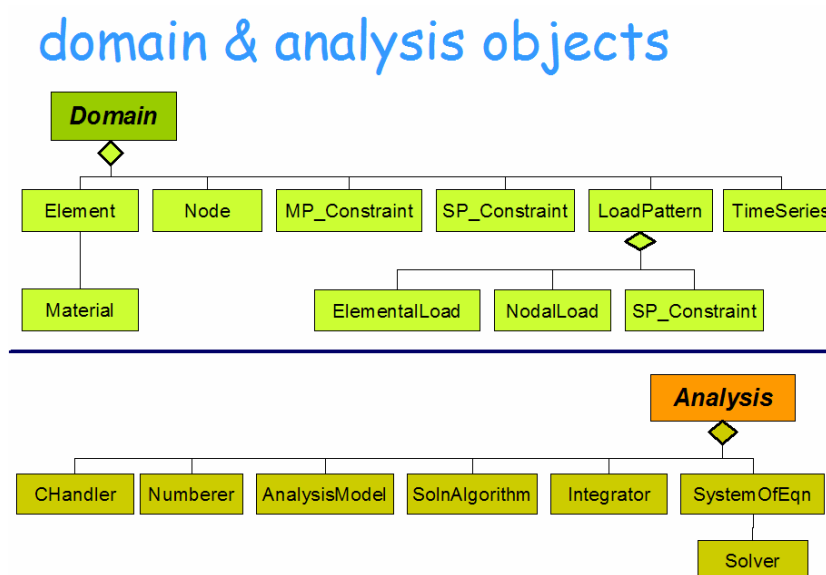 domain & analysis objects
Domain
Element Node MP_Constraint SP_Constraint LoadPattern TimeSeries
Material ElementalLoad NodalLoad SP_Constraint
Analysis
CHandler Numberer AnalysisModel SolnAlgorithm Integrator SystemOfEqn
Solver